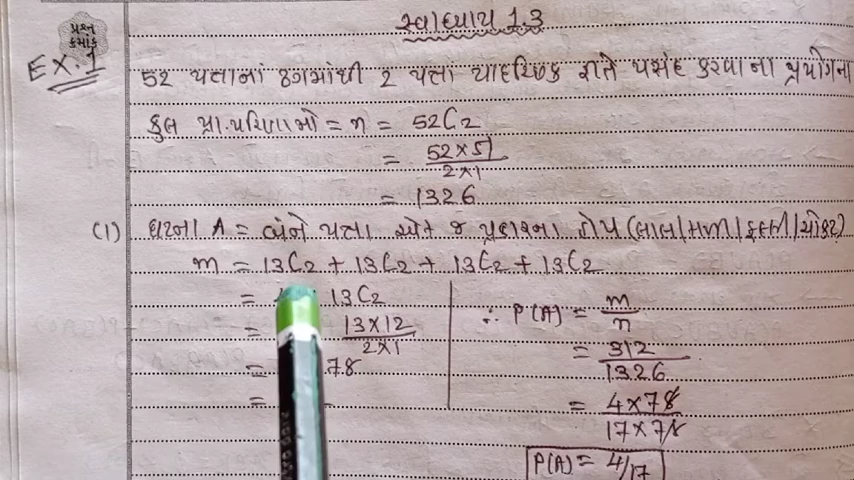 સ્વાધ્યાય 1.3
પ્રશ્ન
ક્રમાંક
EX.1
52 પત્તાનાં ઢગમાંથી 2 પત્તાં યાદચ્છિક રીતે પસંદ કરવાના પ્રયોગના
કુલ પ્રા.પરિણામો = n = 52C2
= 52×51
2×1
= 1326
(1) ઘટના A = બંને પત્તા એક જ પ્રકારના હોય (લાલ/કાળી/ફુલ્લી/ચોકટ)
m = 13C2 + 13C2 + 13C2 + 13C2
= 13C2
= 13×12
2×1
= 78
=
∴ P(A) = m
n
= 312
1326
= 4×78
17×78
P(A) = 4/17